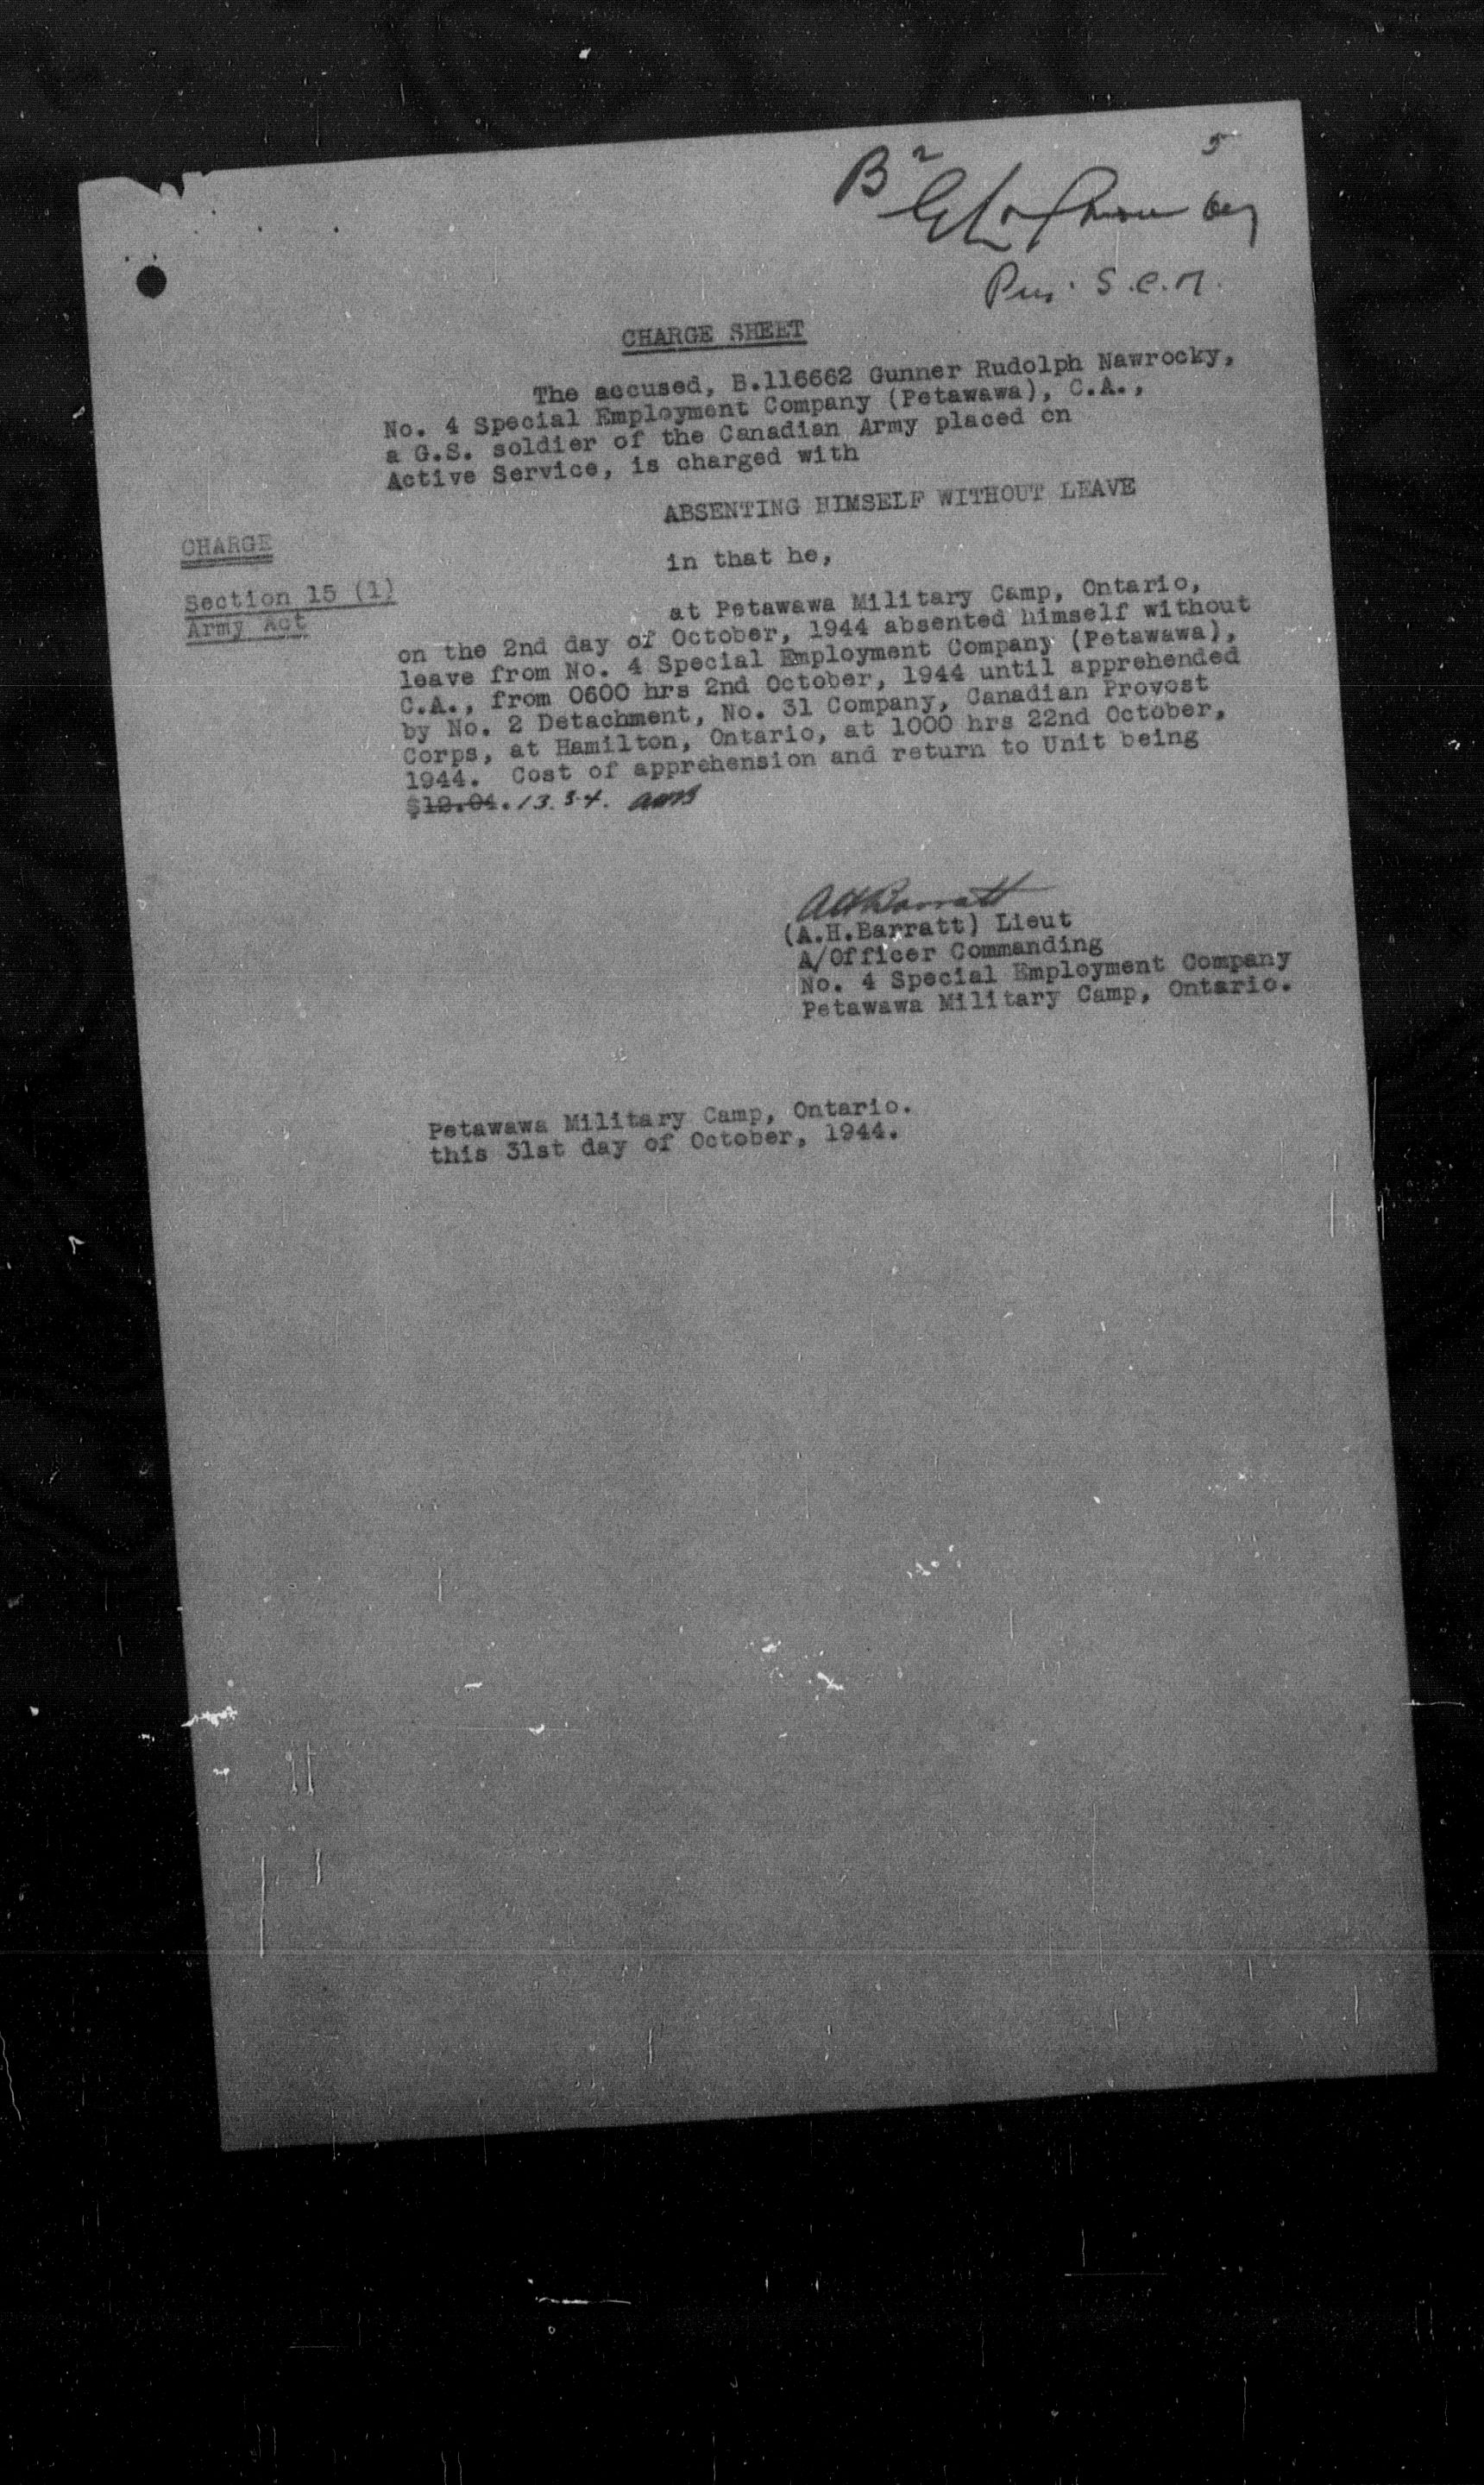 5
B2
Pres. S.C.M.
CHARGE SHEET
The accused, B.116662 Gunner Rudolph Nawrocky,
No. 4 Special Employment Company (Petawawa), C.A.,
a G.S. soldier of the Canadian Army placed on
Active Service, is charged with
ABSENTING HIMSELF WITHOUT LEAVE
CHARGE
in that he,
Section 15 (1)
Army Act
at Petawawa Military Camp, Ontario,
on the 2nd day of October, 1944 absented himself without
leave from No. 4 Special Employment Company (Petawawa),
C.A., from 0600 hrs 2nd October, 1944 until apprehended
by No. 2 Detachment, No. 31 Company, Canadian Provost
Corps, at Hamilton, Ontario, at 1000 hrs 22nd October,
1944. Cost of apprehension and return to Unit being
$12.04. 13.34. AHB
AHBarratt
(A.H.Barratt) Lieut
A/Officer Commanding
No. 4 Special Employment Company
Petawawa Military Camp, Ontario.
Petawawa Military Camp, Ontario.
this 31st day of October, 1944.